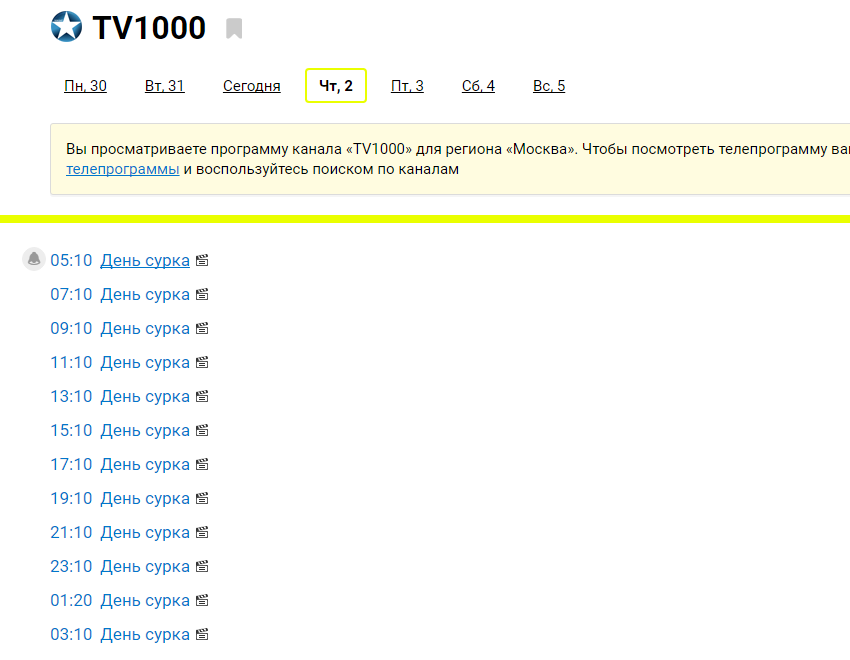 TV1000
Пн, 30 Вт, 31 Сегодня Чт, 2 Пт, 3 Сб, 4 Вс, 5
Вы просматриваете программу канала «TV1000» для региона «Москва». Чтобы посмотреть телепрограмму ва
телепрограммы и воспользуйтесь поиском по каналам
05:10 День сурка
07:10 День сурка
09:10 День сурка
11:10 День сурка
13:10 День сурка
15:10 День сурка
17:10 День сурка
19:10 День сурка
21:10 День сурка
23:10 День сурка
01:20 День сурка
03:10 День сурка